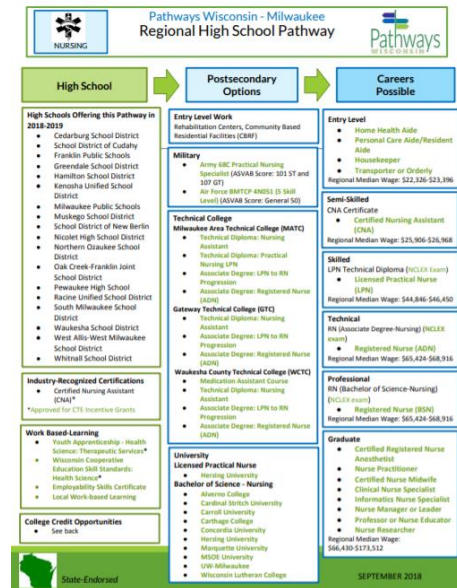 NURSING
Pathways Wisconsin - Milwaukee
Regional High School Pathway
Pathways
WISCONSIN
High School
Postsecondary
Options
Careers
Possible
High Schools Offering this Pathway in
2018-2019
● Cedarburg School District
● School District of Cudahy
● Franklin Public Schools
● Greendale School District
● Hamilton School District
● Kenosha Unified School
District
● Milwaukee Public Schools
● Muskego School District
● School District of New Berlin
● Nicolet High School District
● Northern Ozaukee School
District
● Oak Creek-Franklin Joint
School District
● Pewaukee High School
● Racine Unified School District
● South Milwaukee School
District
● Waukesha School District
● West Allis-West Milwaukee
School District
● Whitnall School District
Industry-Recognized Certifications
● Certified Nursing Assistant
(CNA)*
*Approved for CTE Incentive Grants
Work Based-Learning
● Youth Apprenticeship - Health
Science: Therapeutic Services*
● Wisconsin Cooperative
Education Skill Standards:
Health Science*
● Employability Skills Certificate
● Local Work-based Learning
College Credit Opportunities
● See back
Entry Level Work
Rehabilitation Centers, Community Based
Residential Facilities (CBRF)
Military
● Army 68C Practical Nursing
Specialist (ASVAB Score: 101 ST and
107 GT)
● Air Force BMTCP 4N051 (5 Skill
Level) (ASVAB Score: General 50)
Technical College
Milwaukee Area Technical College (MATC)
● Technical Diploma: Nursing
Assistant
● Technical Diploma: Practical
Nursing LPN
● Associate Degree: LPN to RN
Progression
● Associate Degree: Registered Nurse
(ADN)
Gateway Technical College (GTC)
● Technical Diploma: Nursing
Assistant
● Associate Degree: LPN to RN
Progression
● Associate Degree: Registered Nurse
(ADN)
Waukesha County Technical College (WCTC)
● Medication Assistant Course
● Technical Diploma: Nursing
Assistant
● Associate Degree: LPN to RN
Progression
● Associate Degree: Registered Nurse
(ADN)
University
Licensed Practical Nurse
● Herzing University
Bachelor of Science - Nursing
● Alverno College
● Cardinal Stritch University
● Carroll University
● Carthage College
● Concordia University
● Herzing University
● Marquette University
● MSOE University
● UW-Milwaukee
● Wisconsin Lutheran College
Entry Level
● Home Health Aide
● Personal Care Aide/Resident
Aide
● Housekeeper
● Transporter or Orderly
Regional Median Wage: $22,326-$23,396
Semi-Skilled
CNA Certificate
● Certified Nursing Assistant
(CNA)
Regional Median Wage: $25,906-$26,968
Skilled
LPN Technical Diploma (NCLEX Exam)
● Licensed Practical Nurse
(LPN)
Regional Median Wage: $44,846-$46,450
Technical
RN (Associate Degree-Nursing) (NCLEX
exam)
● Registered Nurse (ADN)
Regional Median Wage: $65,424-$68,916
Professional
RN (Bachelor of Science-Nursing)
(NCLEX exam)
● Registered Nurse (BSN)
Regional Median Wage: $65,424-$68,916
Graduate
● Certified Registered Nurse
Anesthetist
● Nurse Practitioner
● Certified Nurse Midwife
● Clinical Nurse Specialist
● Informatics Nurse Specialist
● Nurse Manager or Leader
● Professor or Nurse Educator
● Nurse Researcher
Regional Median Wage:
$66,430-$173,512
State-Endorsed
SEPTEMBER 2018